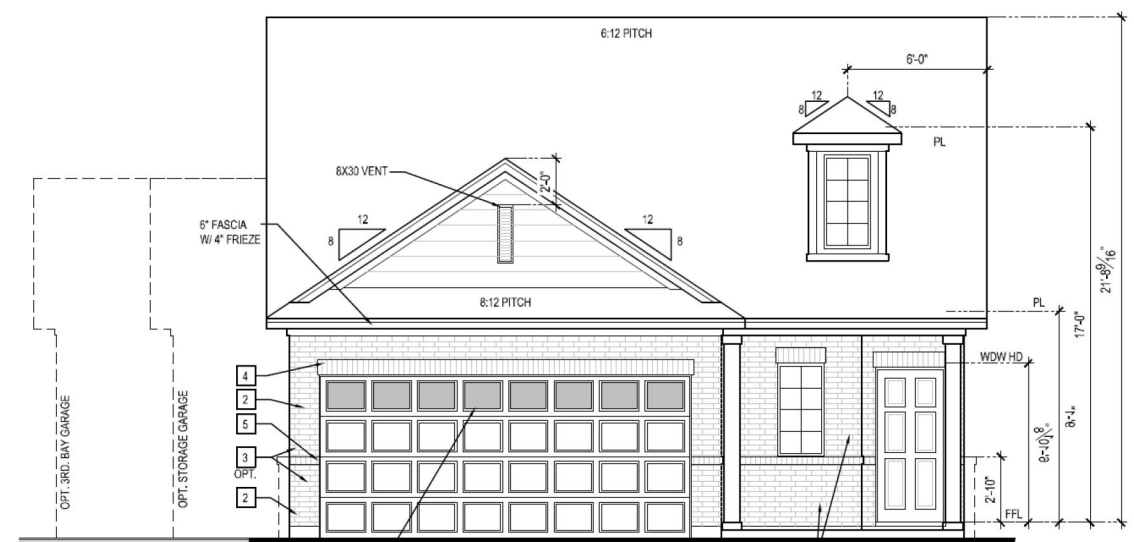 6:12 PITCH
6'-0"
12
8
12
8
PL
8X30 VENT
2'-0"
6" FASCIA
W/ 4" FRIEZE
12
8
12
8
8:12 PITCH
PL
21'-8 9/16"
17'-0"
WDW HD
4
2
5
3
OPT.
2
OPT. 3RD. BAY GARAGE
OPT. STORAGE GARAGE
2'-10"
FFL